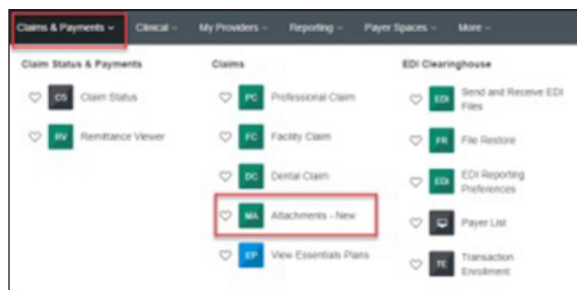 Claims & Payments Clinical My Providers Reporting Payer Spaces More
Claim Status & Payments
CS Claim Status
RV Remittance Viewer
Claims
PC Professional Claim
FC Facility Claim
DC Dental Claim
MA Attachments - New
EP View Essentials Plans
EDI Clearinghouse
EDI Send and Receive EDI
Files
FR File Restore
EDI EDI Reporting
Preferences
Payer List
TE Transaction
Enrollment